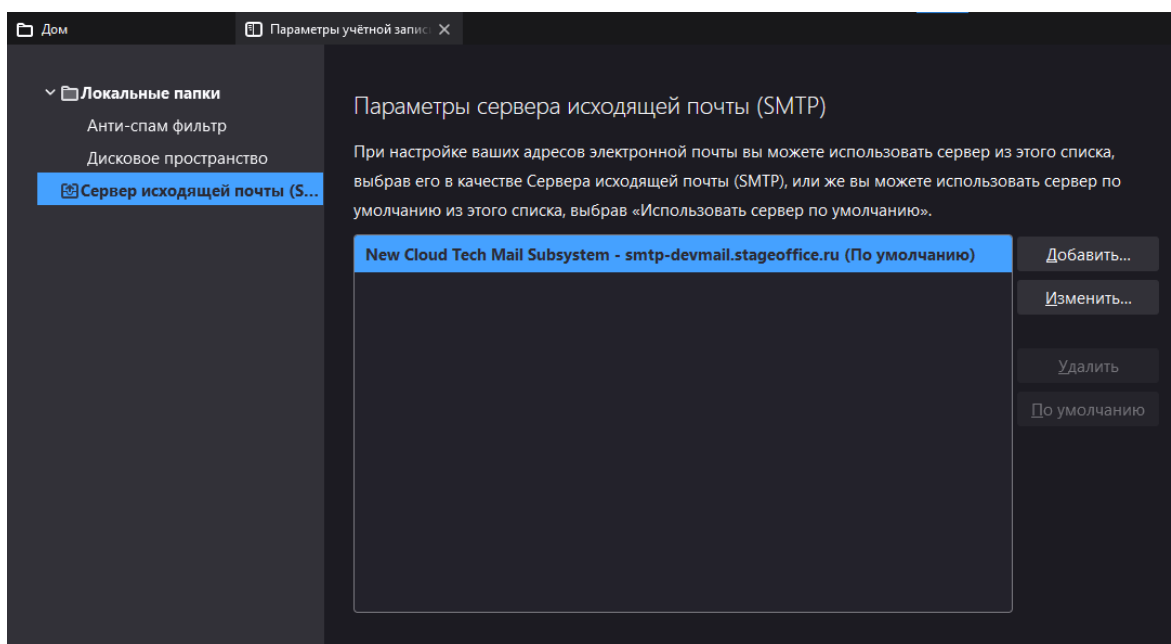 Дом
Параметры учётной запис
Локальные папки
Анти-спам фильтр
Дисковое пространство
Сервер исходящей почты (S...
Параметры сервера исходящей почты (SMTP)
При настройке ваших адресов электронной почты вы можете использовать сервер из этого списка,
выбрав его в качестве Сервера исходящей почты (SMTP), или же вы можете использовать сервер по
умолчанию из этого списка, выбрав «Использовать сервер по умолчанию».
New Cloud Tech Mail Subsystem - smtp-devmail.stageoffice.ru (По умолчанию)
Добавить...
Изменить...
Удалить
По умолчанию